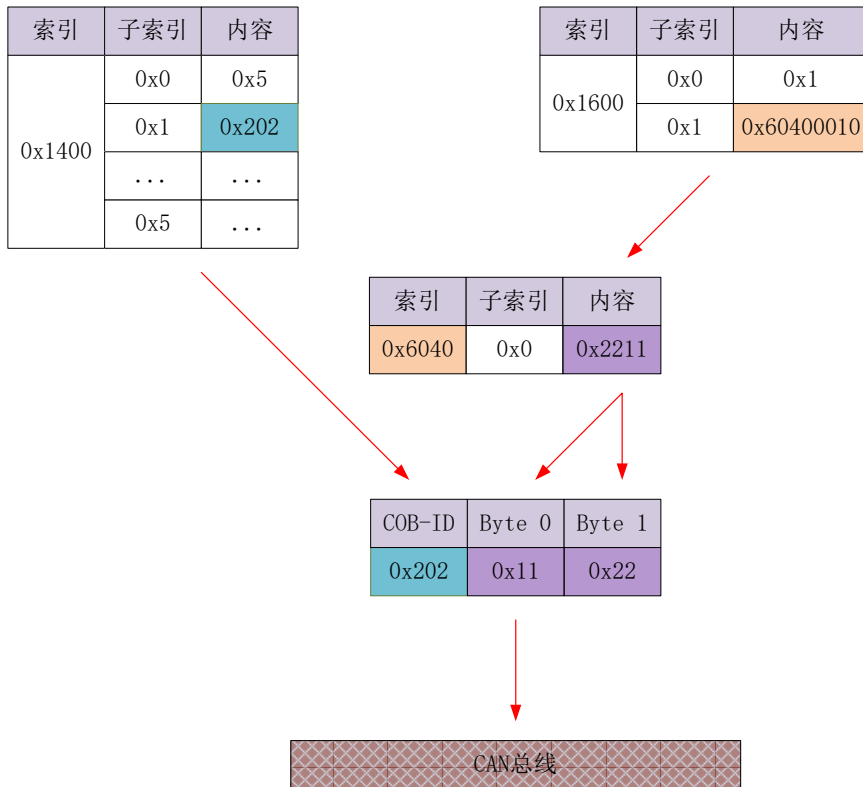 索引 子索引 内容
0x1400 0x0 0x5
0x1 0x202
... ...
0x5 ...
索引 子索引 内容
0x1600 0x0 0x1
0x1 0x60400010
索引 子索引 内容
0x6040 0x0 0x2211
COB-ID Byte 0 Byte 1
0x202 0x11 0x22
CAN总线